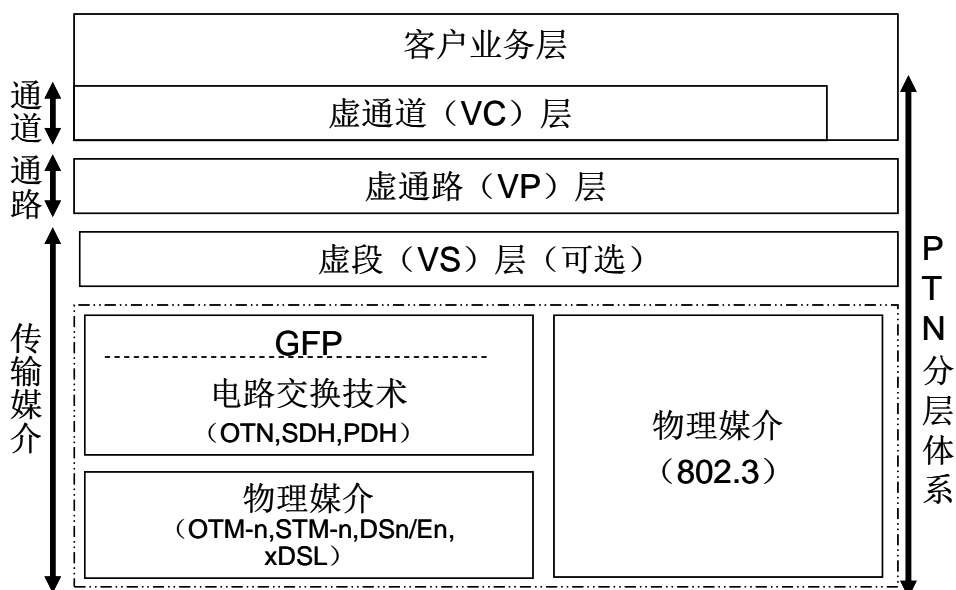 客户业务层
通道
虚通道（VC）层
通路
虚通路（VP）层
虚段（VS）层（可选）
传输媒介
GFP
电路交换技术
（OTN,SDH,PDH）
物理媒介
（OTM-n,STM-n,DSn/En,
xDSL）
物理媒介
（802.3）
PTN分层体系